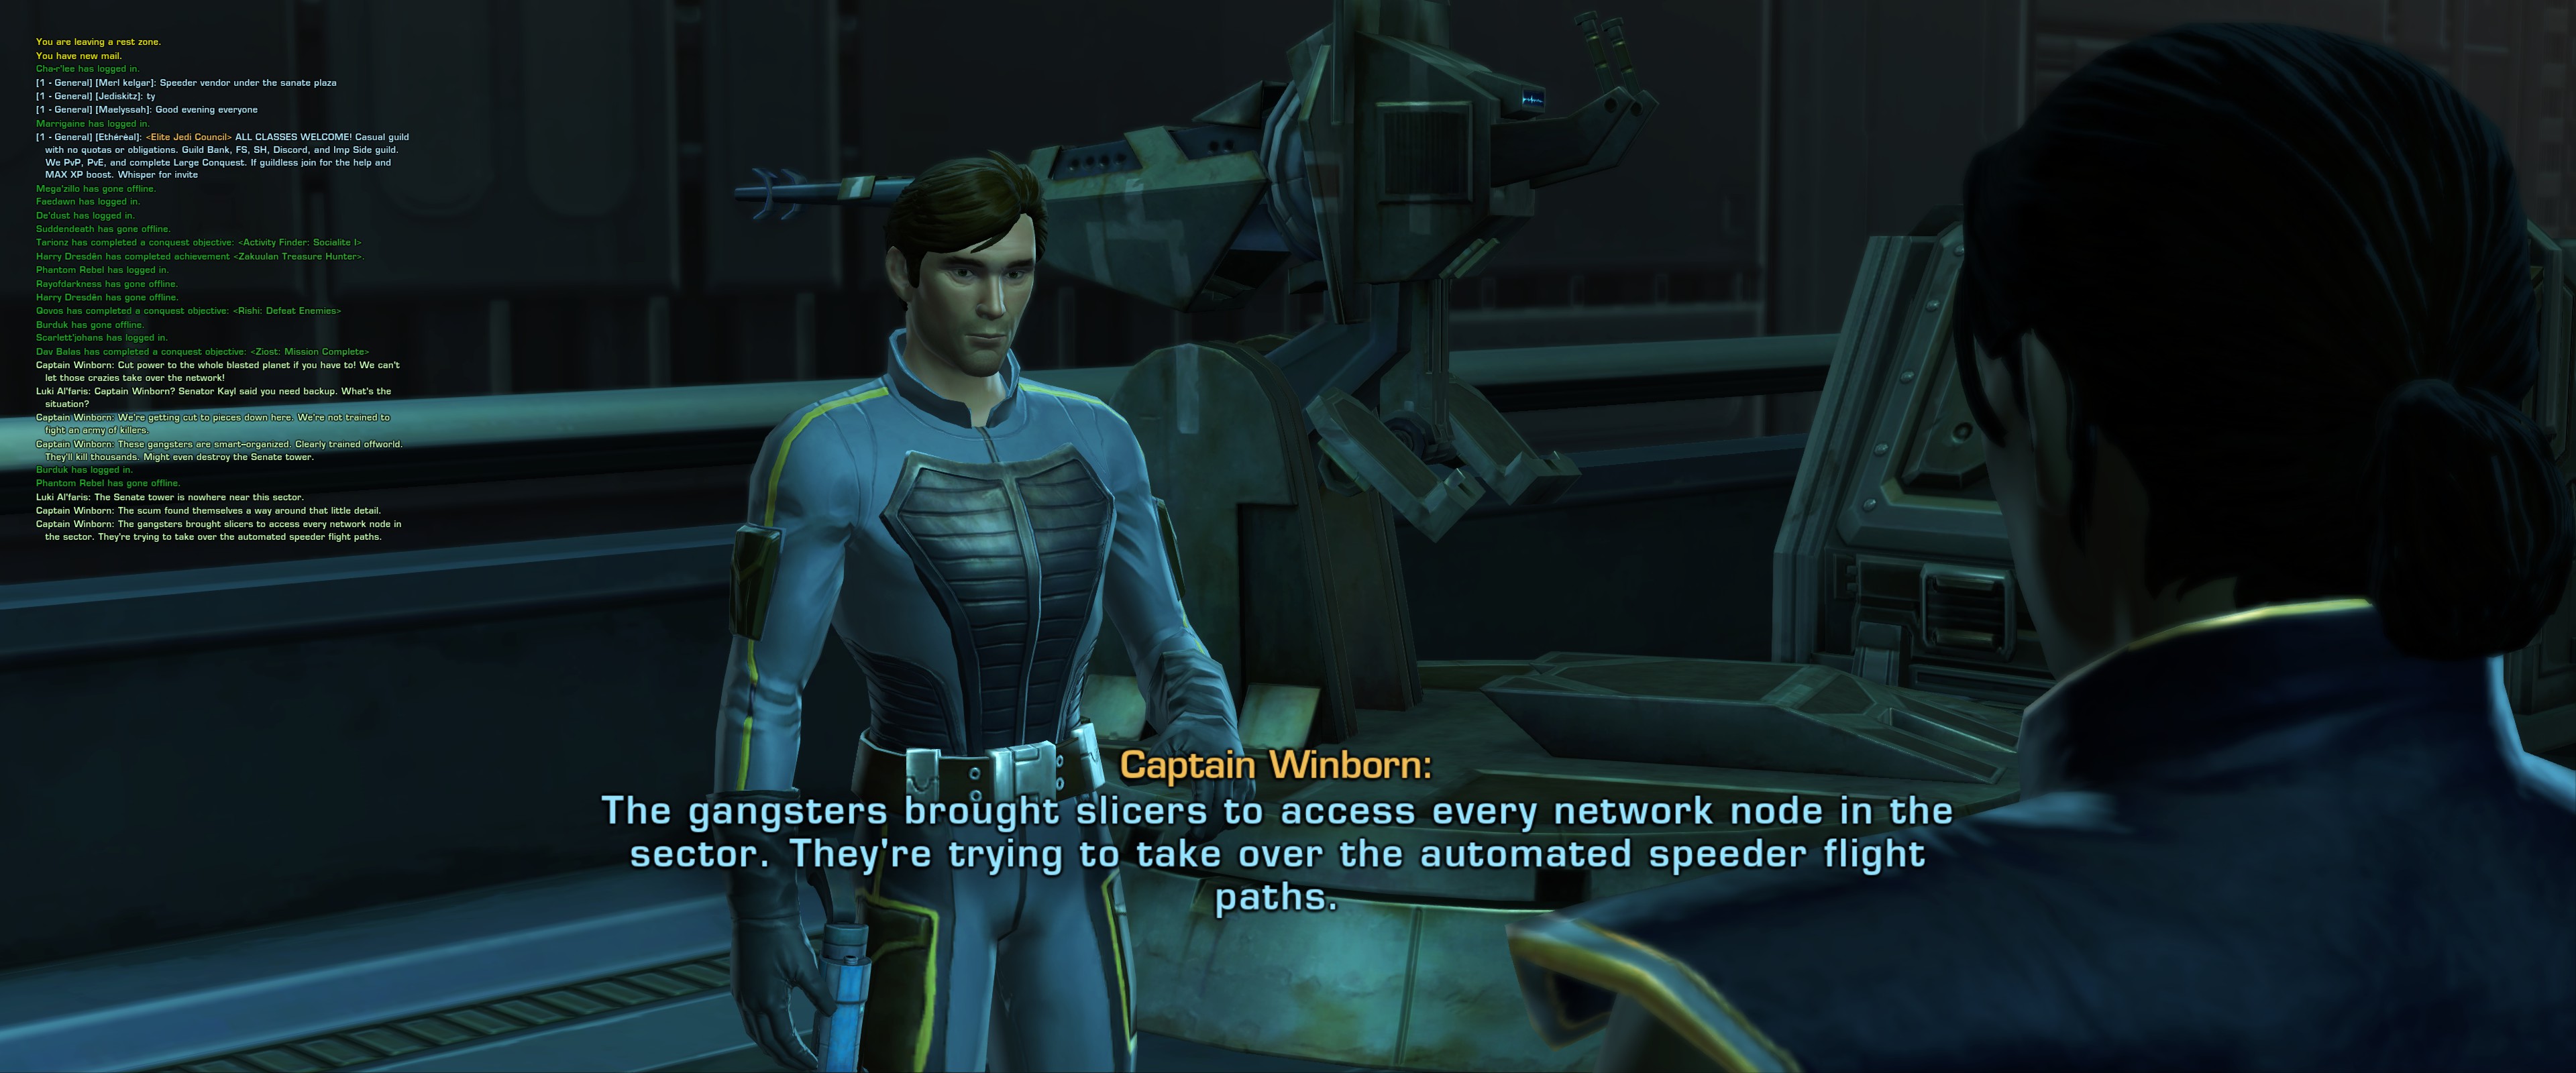 You are leaving a rest zone.
You have new mail.
Cha-r'lee has logged in.
[1 - General] [Merl kelgar]: Speeder vendor under the sanate plaza
[1 - General] [Jediskitz]: ty
[1 - General] [Maelyssah]: Good evening everyone
Marrigaine has logged in.
[1 - General] [Ethérèal]: <Elite Jedi Council> ALL CLASSES WELCOME! Casual guild
with no quotas or obligations. Guild Bank, FS, SH, Discord, and Imp Side guild.
We PvP, PvE, and complete Large Conquest. If guildless join for the help and
MAX XP boost. Whisper for invite
Mega'zillo has gone offline.
Faedawn has logged in.
De'dust has logged in.
Suddendeath has gone offline.
Tarionz has completed a conquest objective: <Activity Finder: Socialite I>
Harry Dresdên has completed achievement <Zakuulan Treasure Hunter>.
Phantom Rebel has logged in.
Rayofdarkness has gone offline.
Harry Dresdên has gone offline.
Qovos has completed a conquest objective: <Rishi: Defeat Enemies>
Burduk has gone offline.
Scarlett'johans has logged in.
Dav Balas has completed a conquest objective: <Ziost: Mission Complete>
Captain Winborn: Cut power to the whole blasted planet if you have to! We can't
let those crazies take over the network!
Luki Al'faris: Captain Winborn? Senator Kayl said you need backup. What's the
situation?
Captain Winborn: We're getting cut to pieces down here. We're not trained to
fight an army of killers.
Captain Winborn: These gangsters are smart–organized. Clearly trained offworld.
They'll kill thousands. Might even destroy the Senate tower.
Burduk has logged in.
Phantom Rebel has gone offline.
Luki Al'faris: The Senate tower is nowhere near this sector.
Captain Winborn: The scum found themselves a way around that little detail.
Captain Winborn: The gangsters brought slicers to access every network node in
the sector. They're trying to take over the automated speeder flight paths.
Captain Winborn:
The gangsters brought slicers to access every network node in the
sector. They're trying to take over the automated speeder flight
paths.